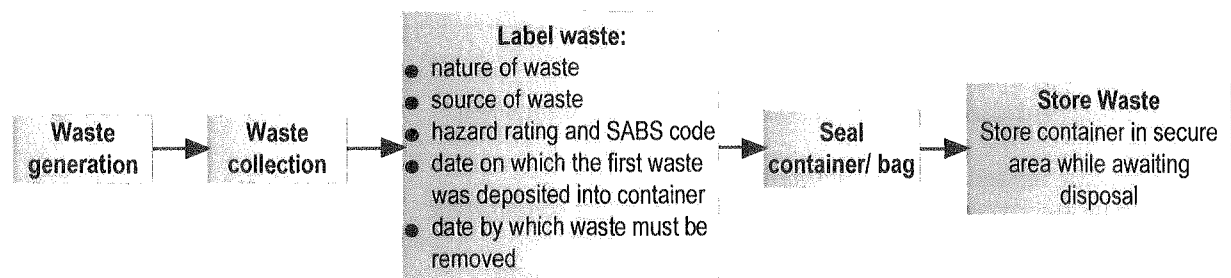 Waste
generation
Waste
collection
Label waste:
● nature of waste
● source of waste
● hazard rating and SABS code
● date on which the first waste
was deposited into container
● date by which waste must be
removed
Seal
container/ bag
Store Waste
Store container in secure
area while awaiting
disposal